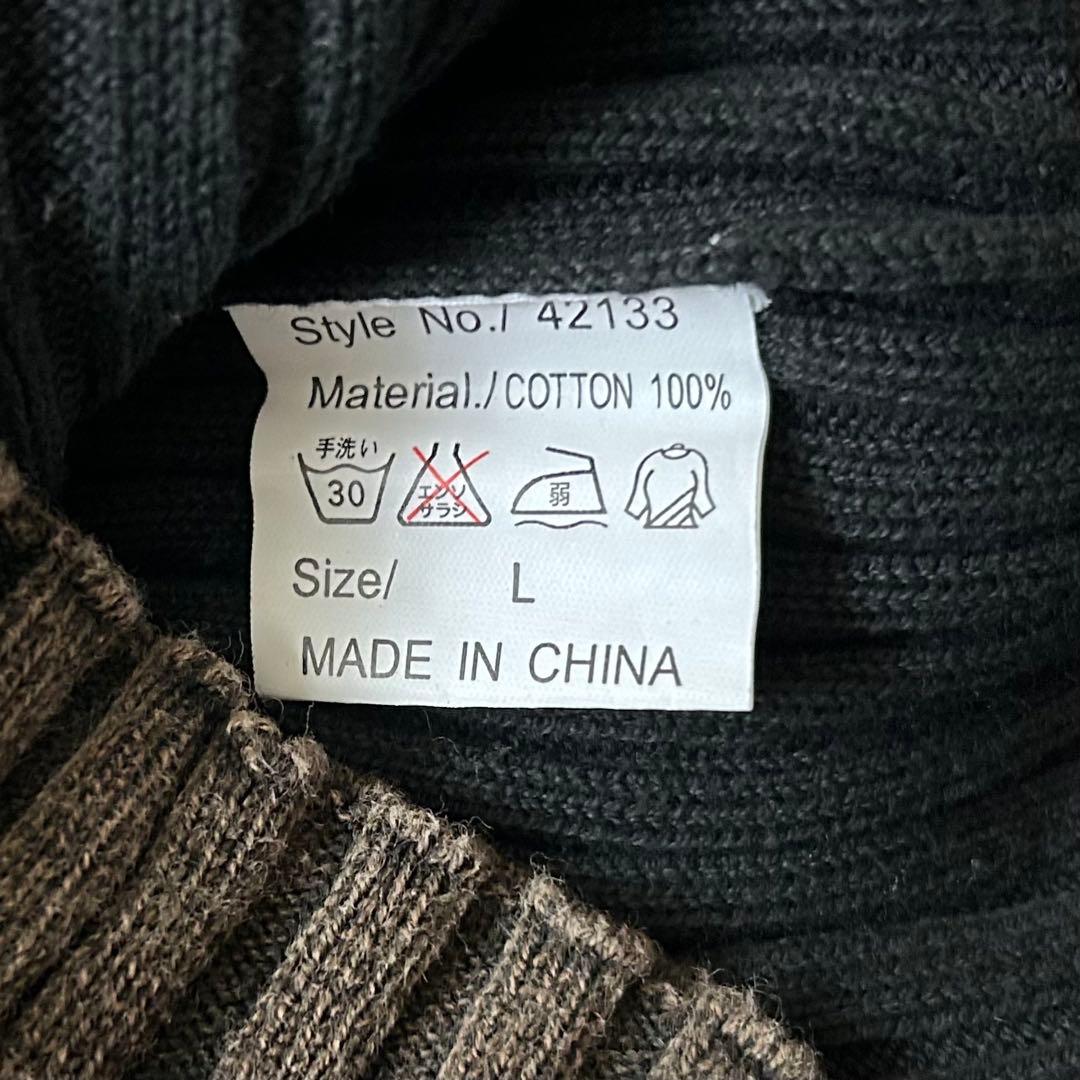 Style No./ 42133
Material./COTTON 100%
手洗い
30
エンソ
サラシ
弱
Size/ L
MADE IN CHINA